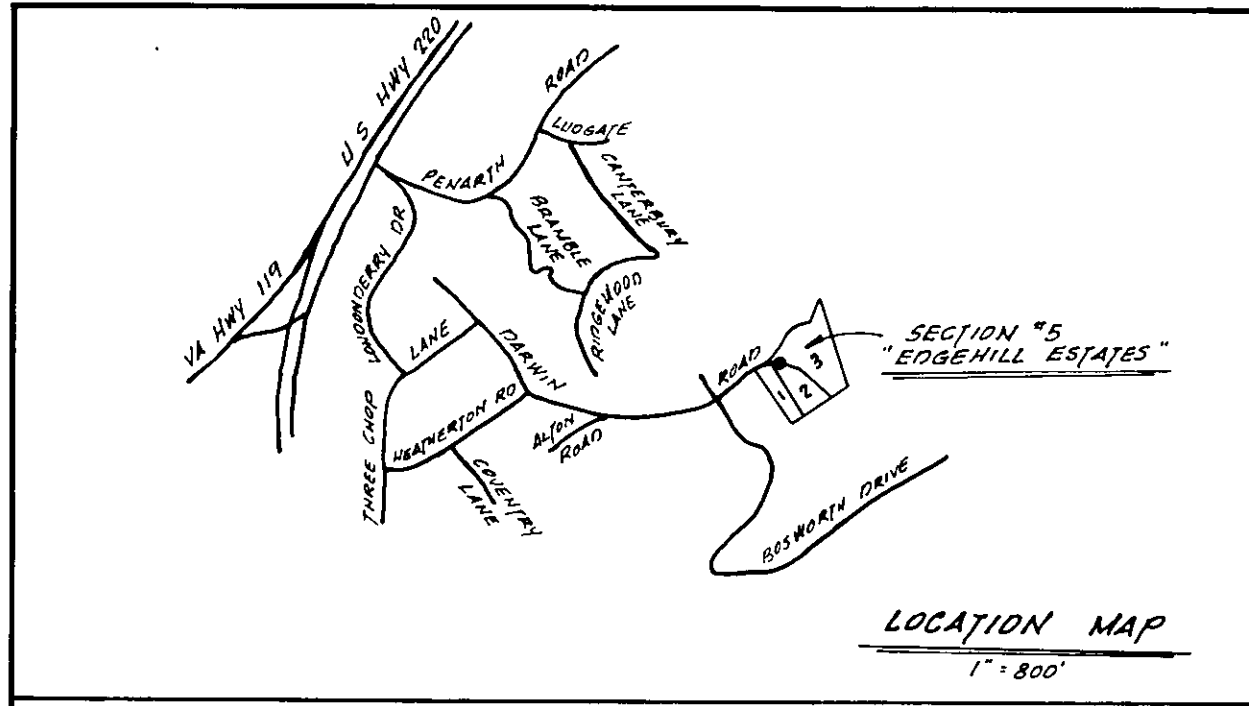 U S HWY 220
VA HWY 119
PENARTH ROAD
LUDGATE
CANTERBURY
LANE
BRAMBLE
LANE
RIDGEWOOD
LANE
LONDONDERRY DR
THREE CHOP LANE
DARWIN ROAD
HEATHERTON RD
COVENTRY
LANE
ALTON
ROAD
1
2
3
SECTION #5
"EDGEHILL ESTATES"
BOSWORTH DRIVE
LOCATION MAP
1" = 800'